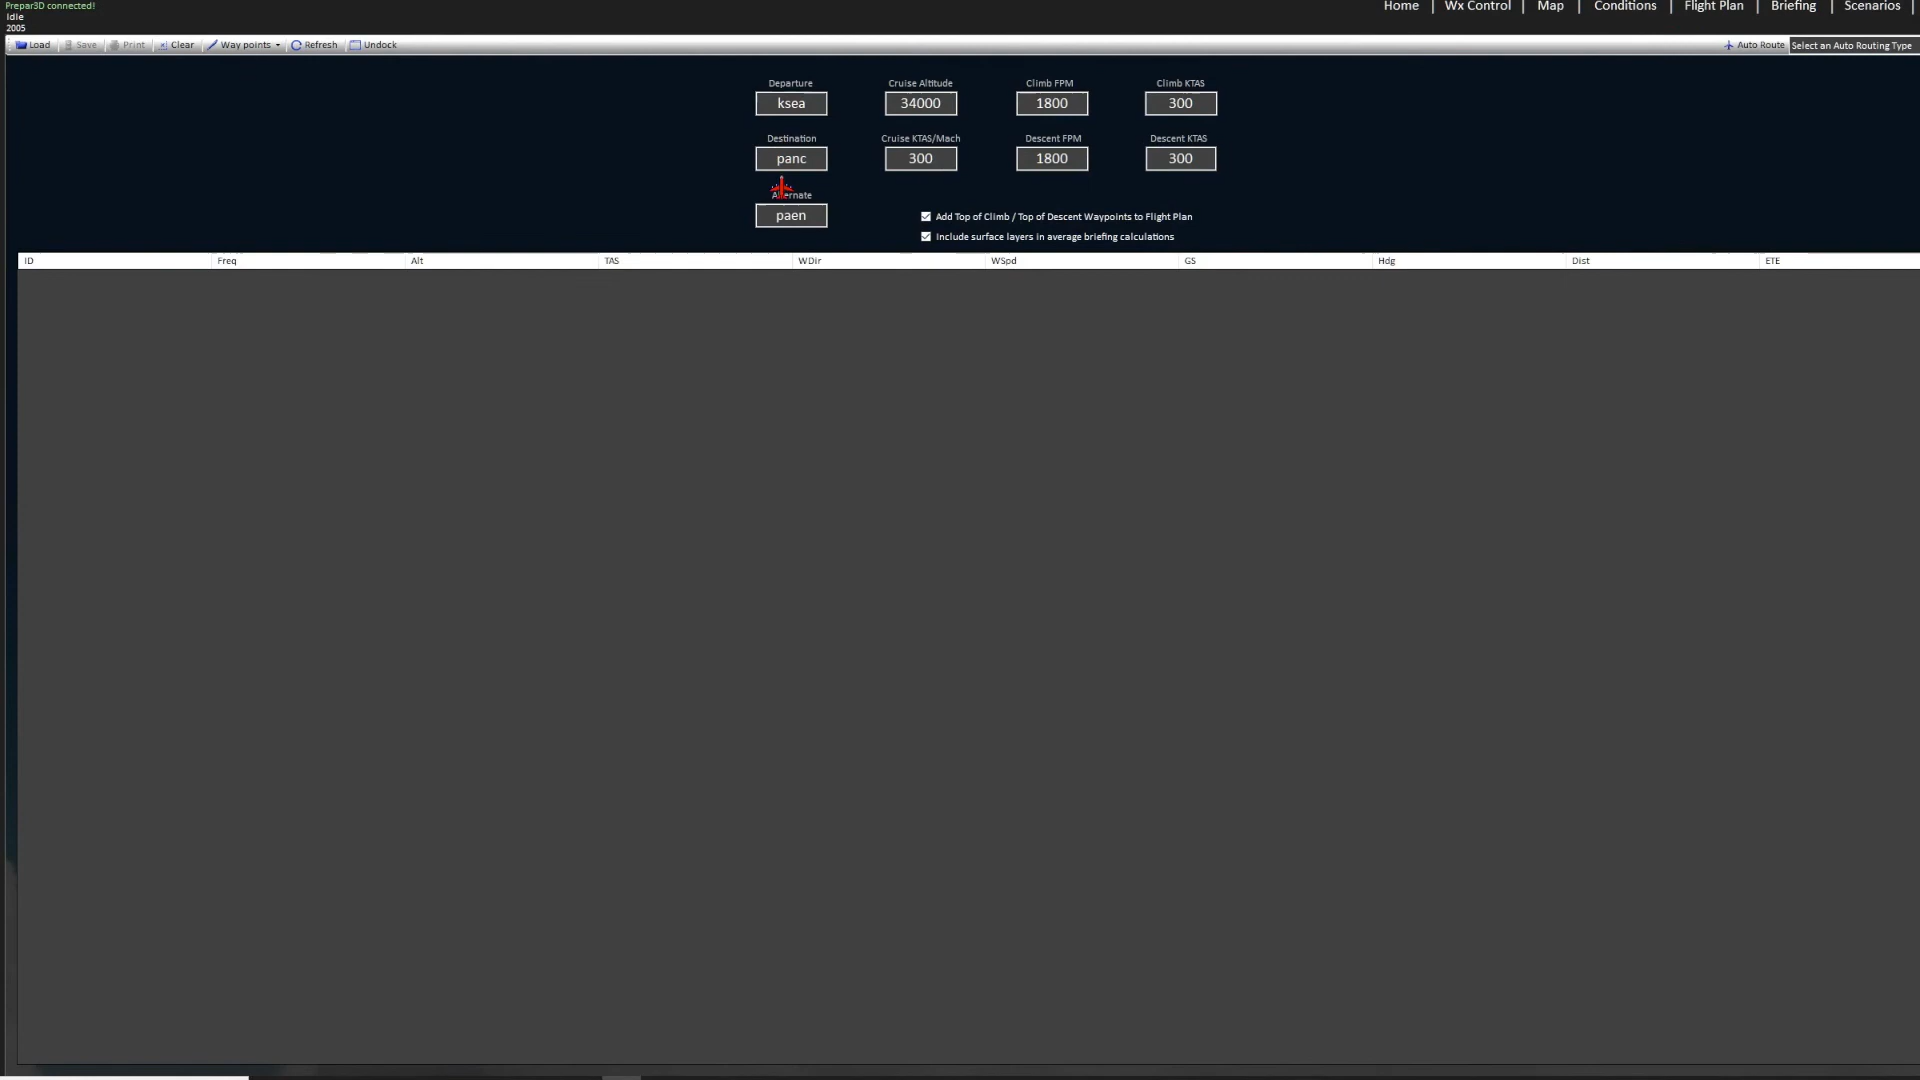 Prepar3D connected!
Idle
2005
Home | Wx Control | Map | Conditions | Flight Plan | Briefing | Scenarios |
Load Save Print Clear Way points Refresh Undock Auto Route Select an Auto Routing Type
Departure Cruise Altitude Climb FPM Climb KTAS
ksea 34000 1800 300
Destination Cruise KTAS/Mach Descent FPM Descent KTAS
panc 300 1800 300
Alternate
paen
Add Top of Climb / Top of Descent Waypoints to Flight Plan
Include surface layers in average briefing calculations
ID Freq Alt TAS WDir WSpd GS Hdg Dist ETE